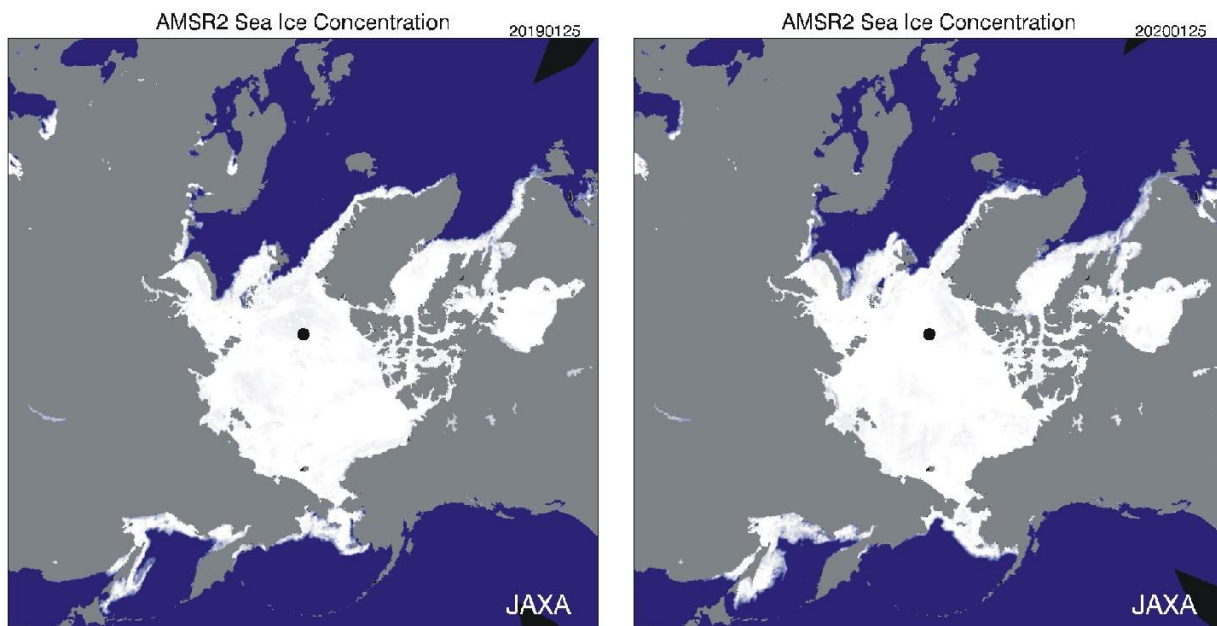 AMSR2 Sea Ice Concentration
20190125
JAXA
AMSR2 Sea Ice Concentration
20200125
JAXA